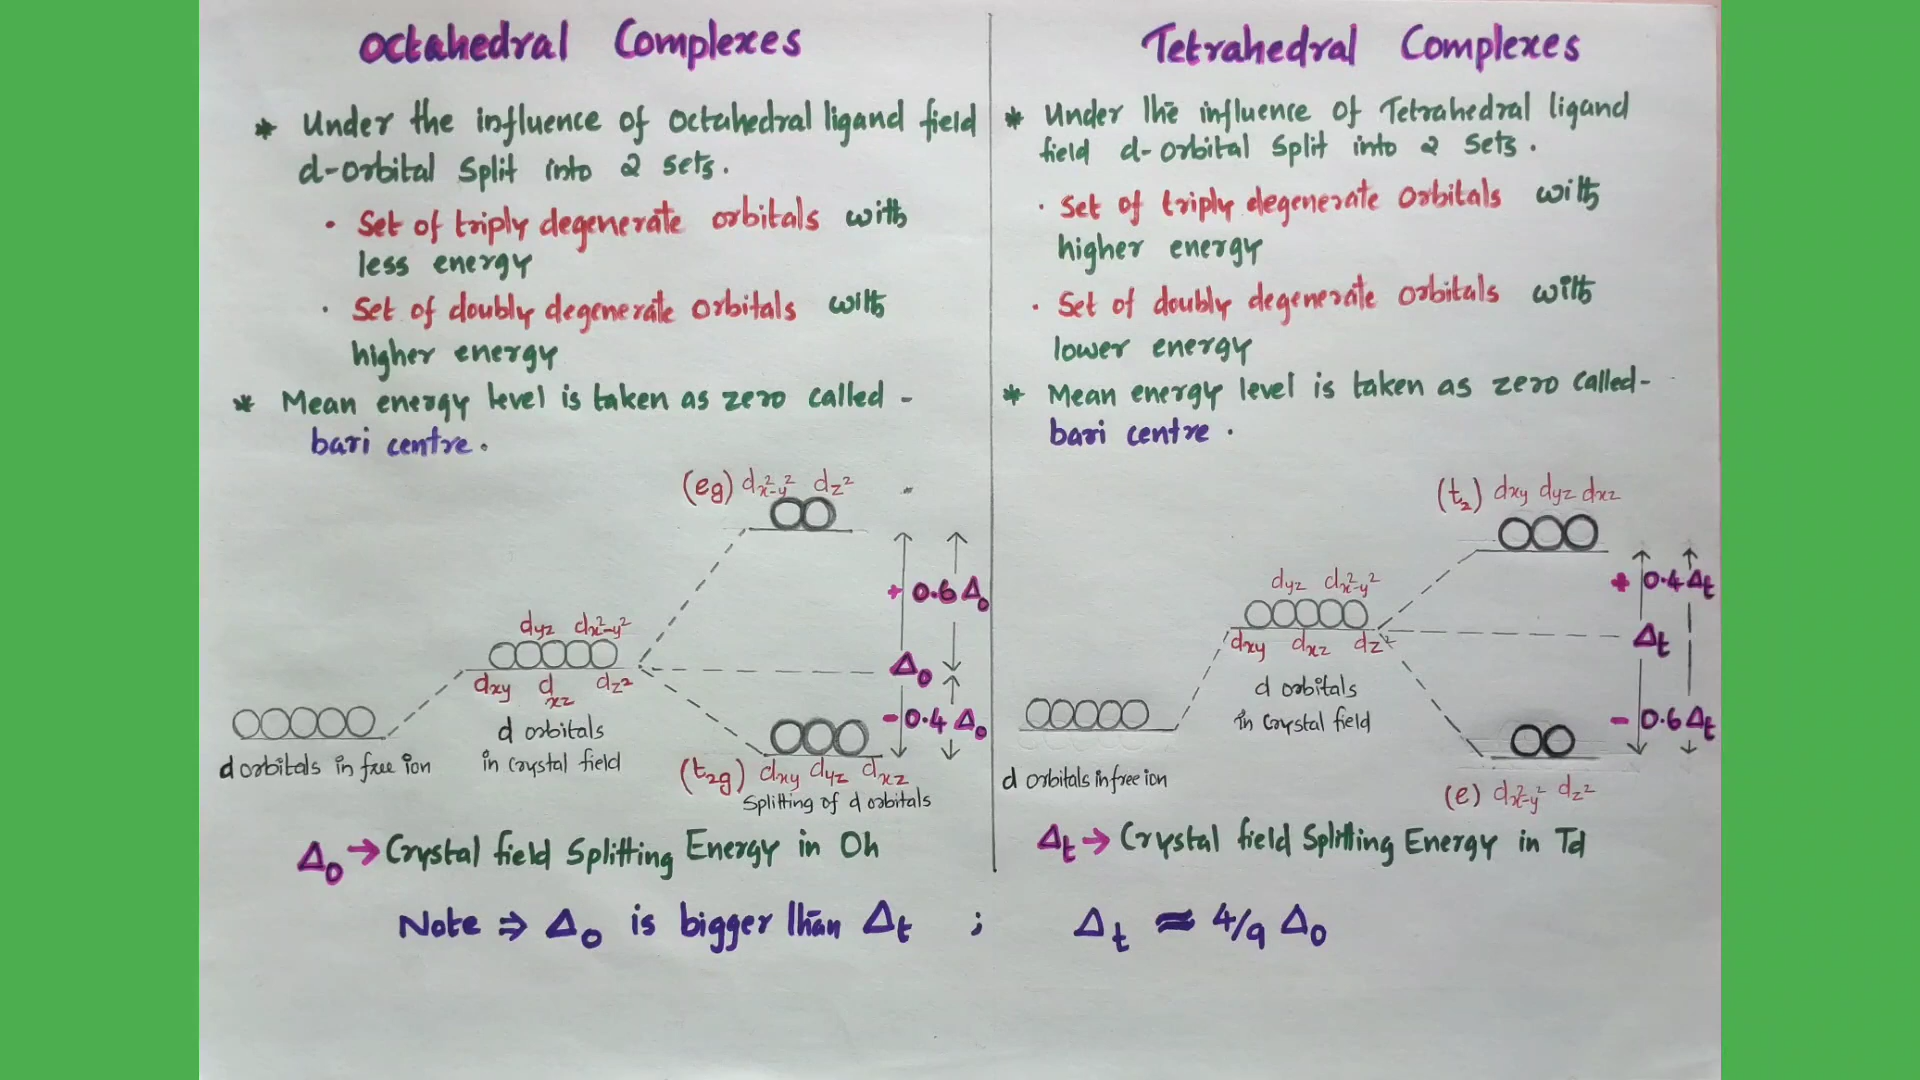 Octahedral Complexes
* Under the influence of octahedral ligand field
d-orbital split into 2 sets.
• Set of triply degenerate orbitals with
less energy
• Set of doubly degenerate orbitals with
higher energy
* Mean energy level is taken as zero called -
bari centre.
(eg) dx²-y² dz²
+ 0.6 Δo
dyz dx²-y²
Δo
dxy dxz dz²
- 0.4 Δo
d orbitals
in crystal field
d orbitals in free ion
(t2g) dxy dyz dxz
Splitting of d orbitals
Δo → Crystal field Splitting Energy in Oh
Tetrahedral Complexes
* Under the influence of Tetrahedral ligand
field d-orbital split into 2 sets.
• Set of triply degenerate orbitals with
higher energy
• Set of doubly degenerate orbitals with
lower energy
* Mean energy level is taken as zero called-
bari centre.
(t2) dxy dyz dxz
+ 0.4 Δt
dyz dx²-y²
Δt
dxy dxz dz²
d orbitals
in crystal field
- 0.6 Δt
d orbitals in free ion
(e) dx²-y² dz²
Δt → Crystal field Splitting Energy in Td
Note ⇒ Δo is bigger than Δt ; Δt ≈ 4/9 Δo